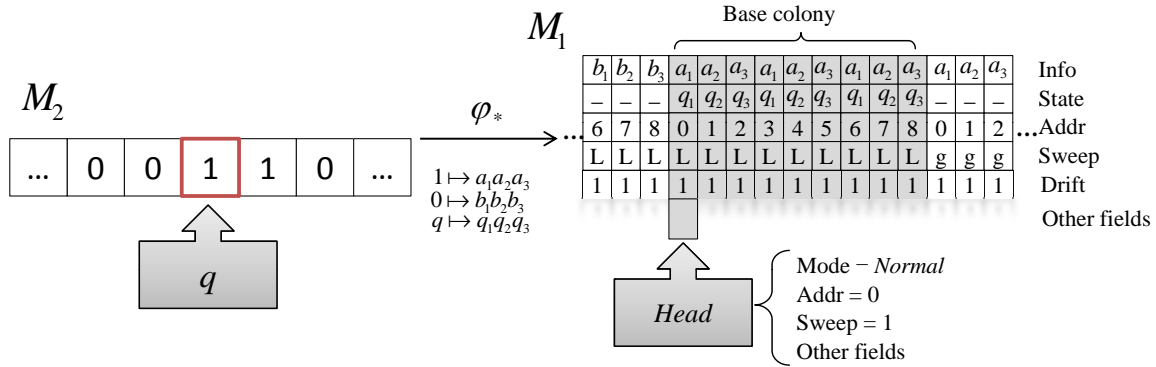 M₂
... 0 0 1 1 0 ...
q
φ*
1 ↦ a₁a₂a₃
0 ↦ b₁b₂b₃
q ↦ q₁q₂q₃
M₁
Base colony
b₁ b₂ b₃ a₁ a₂ a₃ a₁ a₂ a₃ a₁ a₂ a₃ a₁ a₂ a₃ Info
– – – q₁ q₂ q₃ q₁ q₂ q₃ q₁ q₂ q₃ – – – State
... 6 7 8 0 1 2 3 4 5 6 7 8 0 1 2 ... Addr
L L L L L L L L L L L L g g g Sweep
1 1 1 1 1 1 1 1 1 1 1 1 1 1 1 Drift
Other fields
Head
Mode – Normal
Addr = 0
Sweep = 1
Other fields